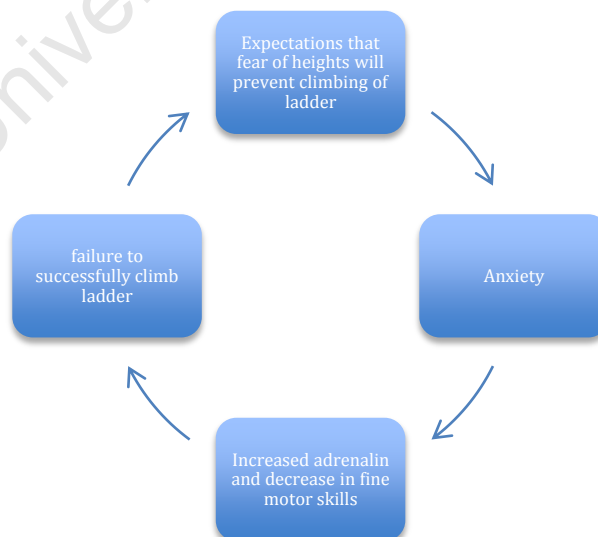 Expectations that
fear of heights will
prevent climbing of
ladder
Anxiety
Increased adrenalin
and decrease in fine
motor skills
failure to
successfully climb
ladder